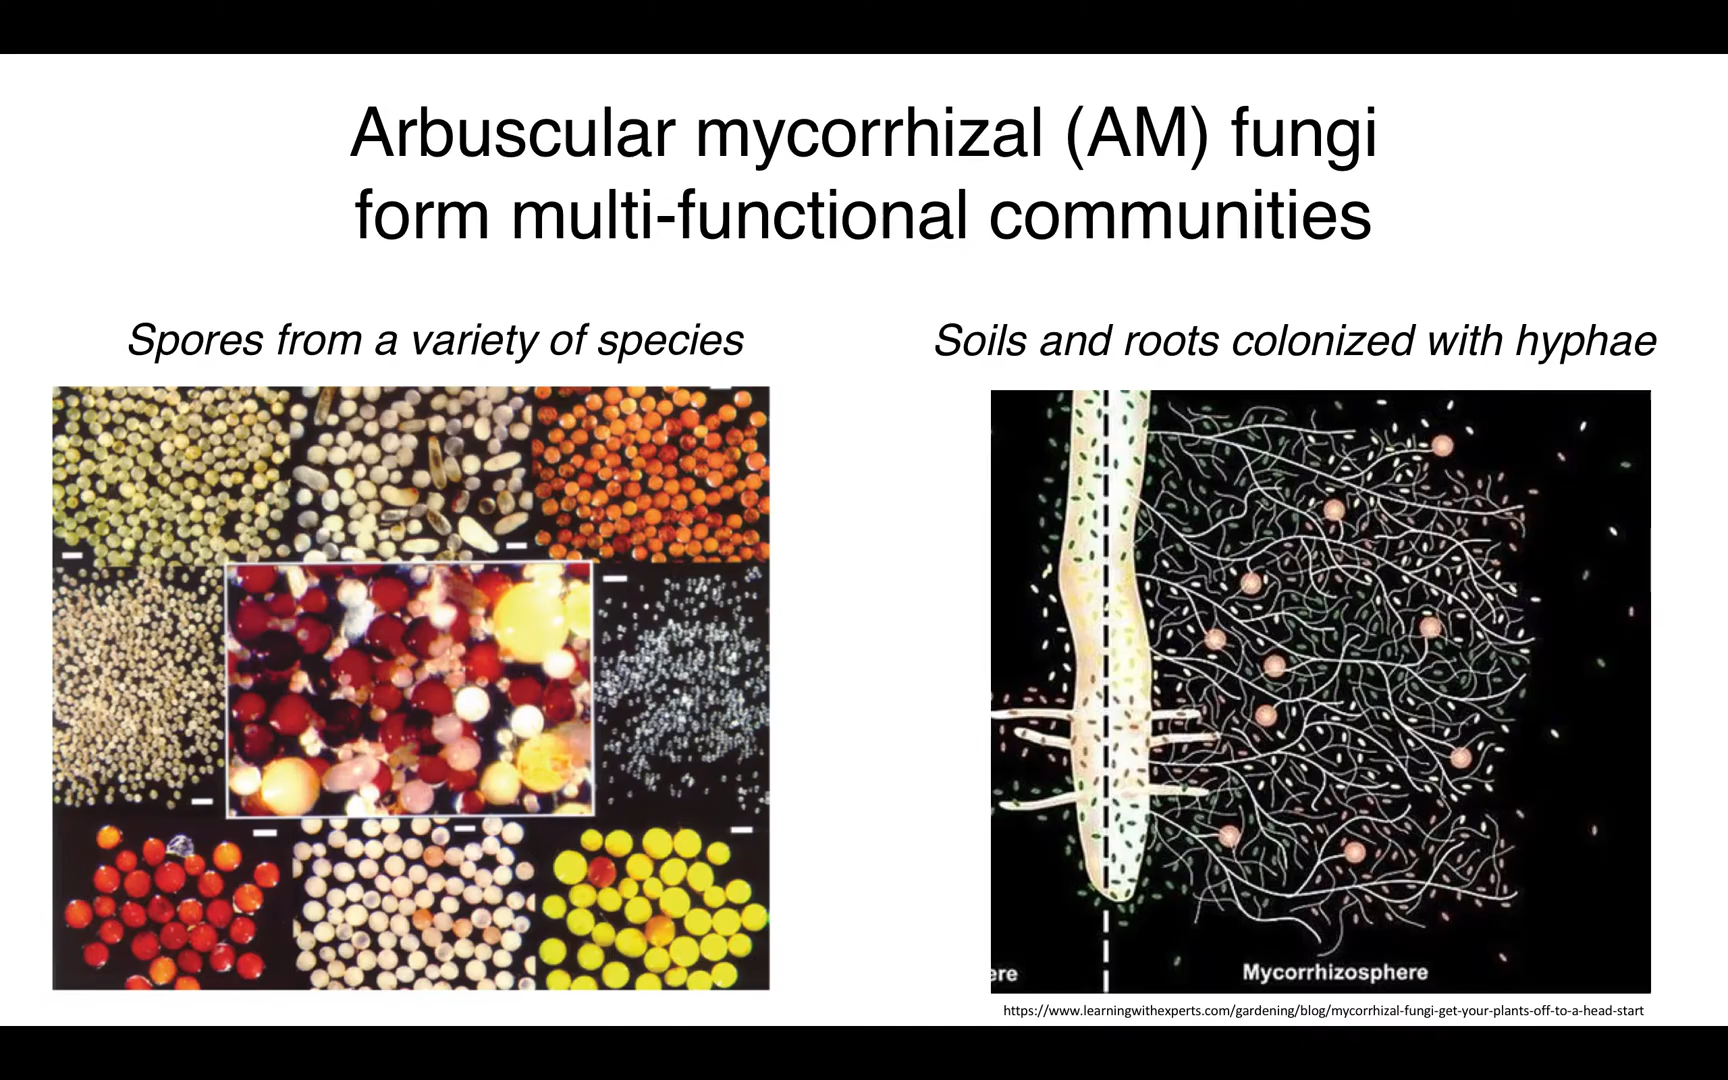 Arbuscular mycorrhizal (AM) fungi
form multi-functional communities
Spores from a variety of species
Soils and roots colonized with hyphae
ere
Mycorrhizosphere
https://www.learningwithexperts.com/gardening/blog/mycorrhizal-fungi-get-your-plants-off-to-a-head-start